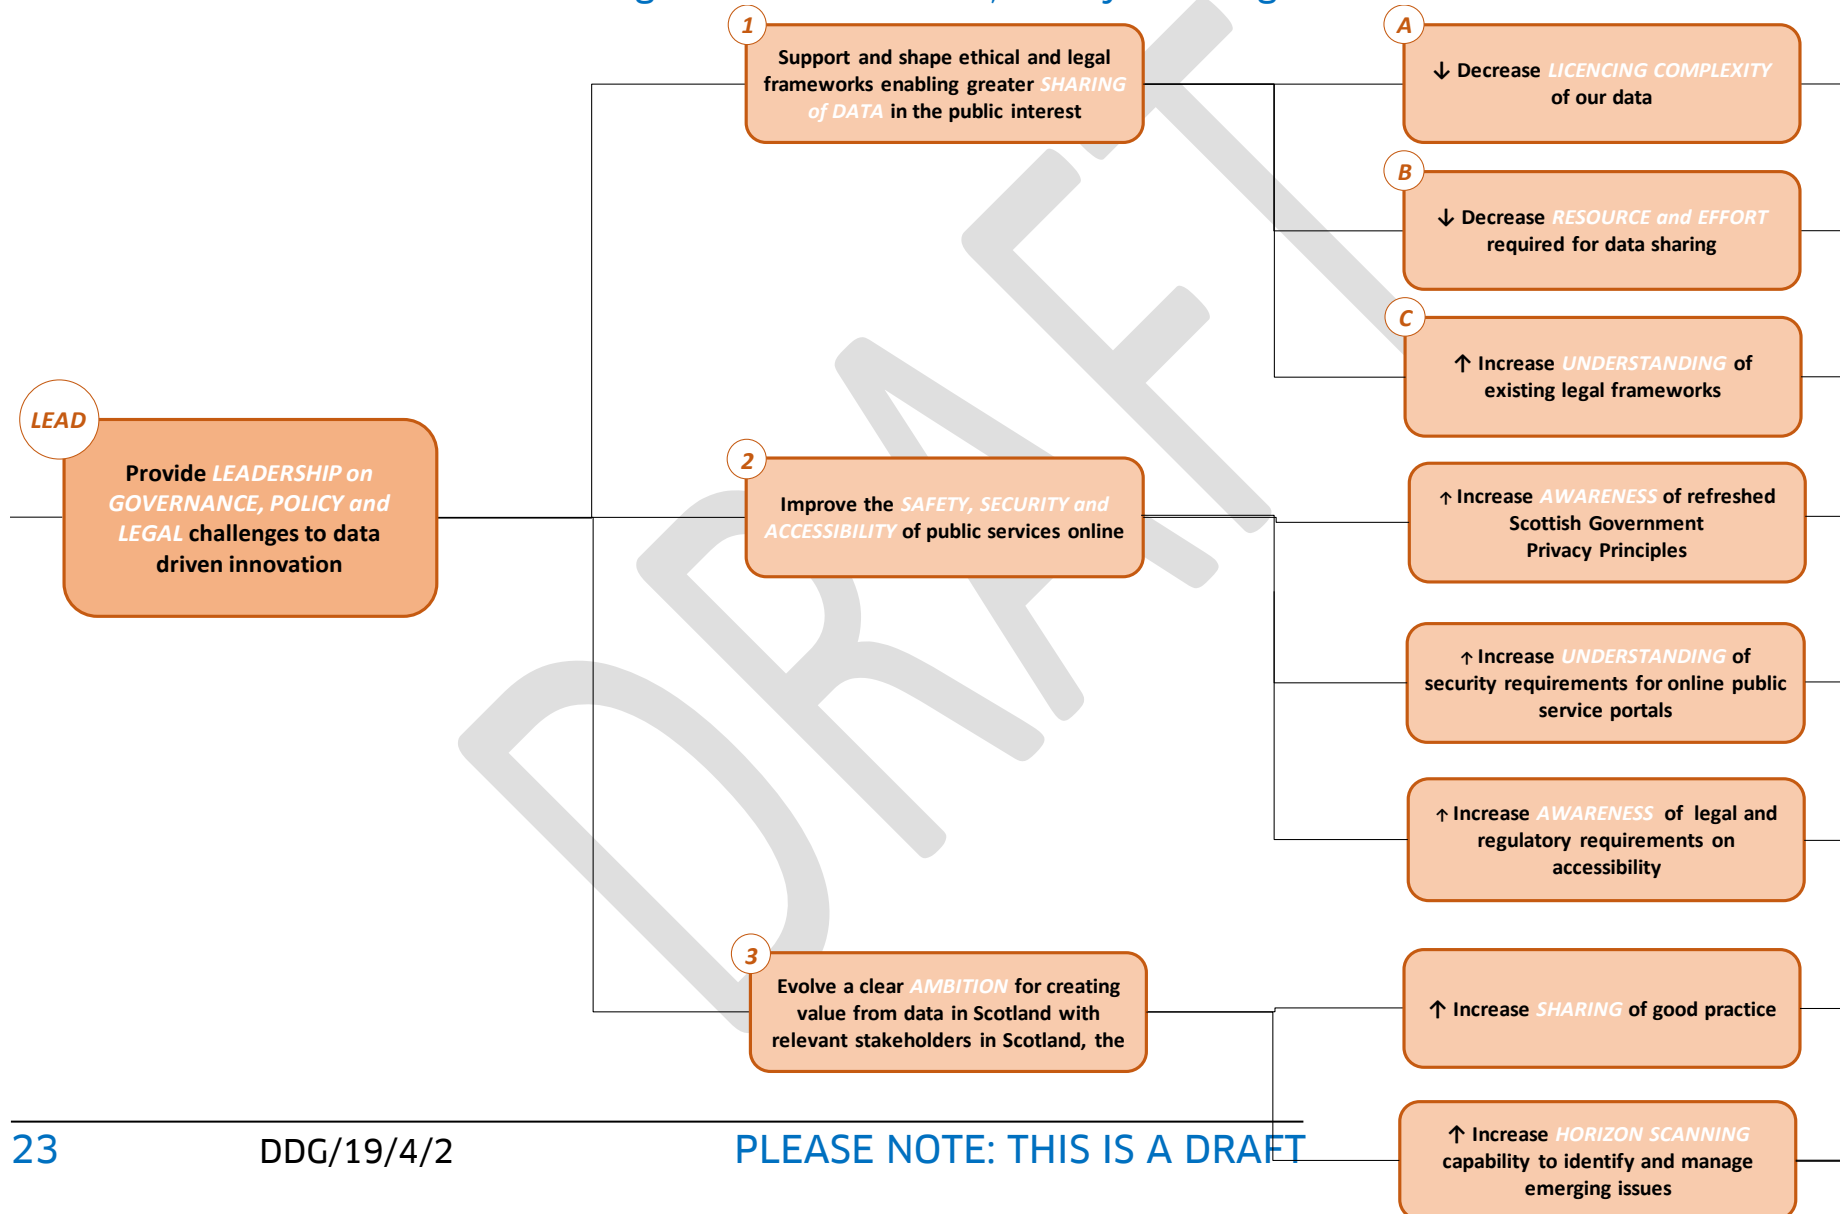 1
Support and shape ethical and legal
frameworks enabling greater SHARING
of DATA in the public interest
A
↓ Decrease LICENCING COMPLEXITY
of our data
B
↓ Decrease RESOURCE and EFFORT
required for data sharing
C
↑ Increase UNDERSTANDING of
existing legal frameworks
LEAD
Provide LEADERSHIP on
GOVERNANCE, POLICY and
LEGAL challenges to data
driven innovation
2
Improve the SAFETY, SECURITY and
ACCESSIBILITY of public services online
↑ Increase AWARENESS of refreshed
Scottish Government
Privacy Principles
↑ Increase UNDERSTANDING of
security requirements for online public
service portals
↑ Increase AWARENESS of legal and
regulatory requirements on
accessibility
3
Evolve a clear AMBITION for creating
value from data in Scotland with
relevant stakeholders in Scotland, the
↑ Increase SHARING of good practice
↑ Increase HORIZON SCANNING
capability to identify and manage
emerging issues
DRAFT
23 DDG/19/4/2 PLEASE NOTE: THIS IS A DRAFT